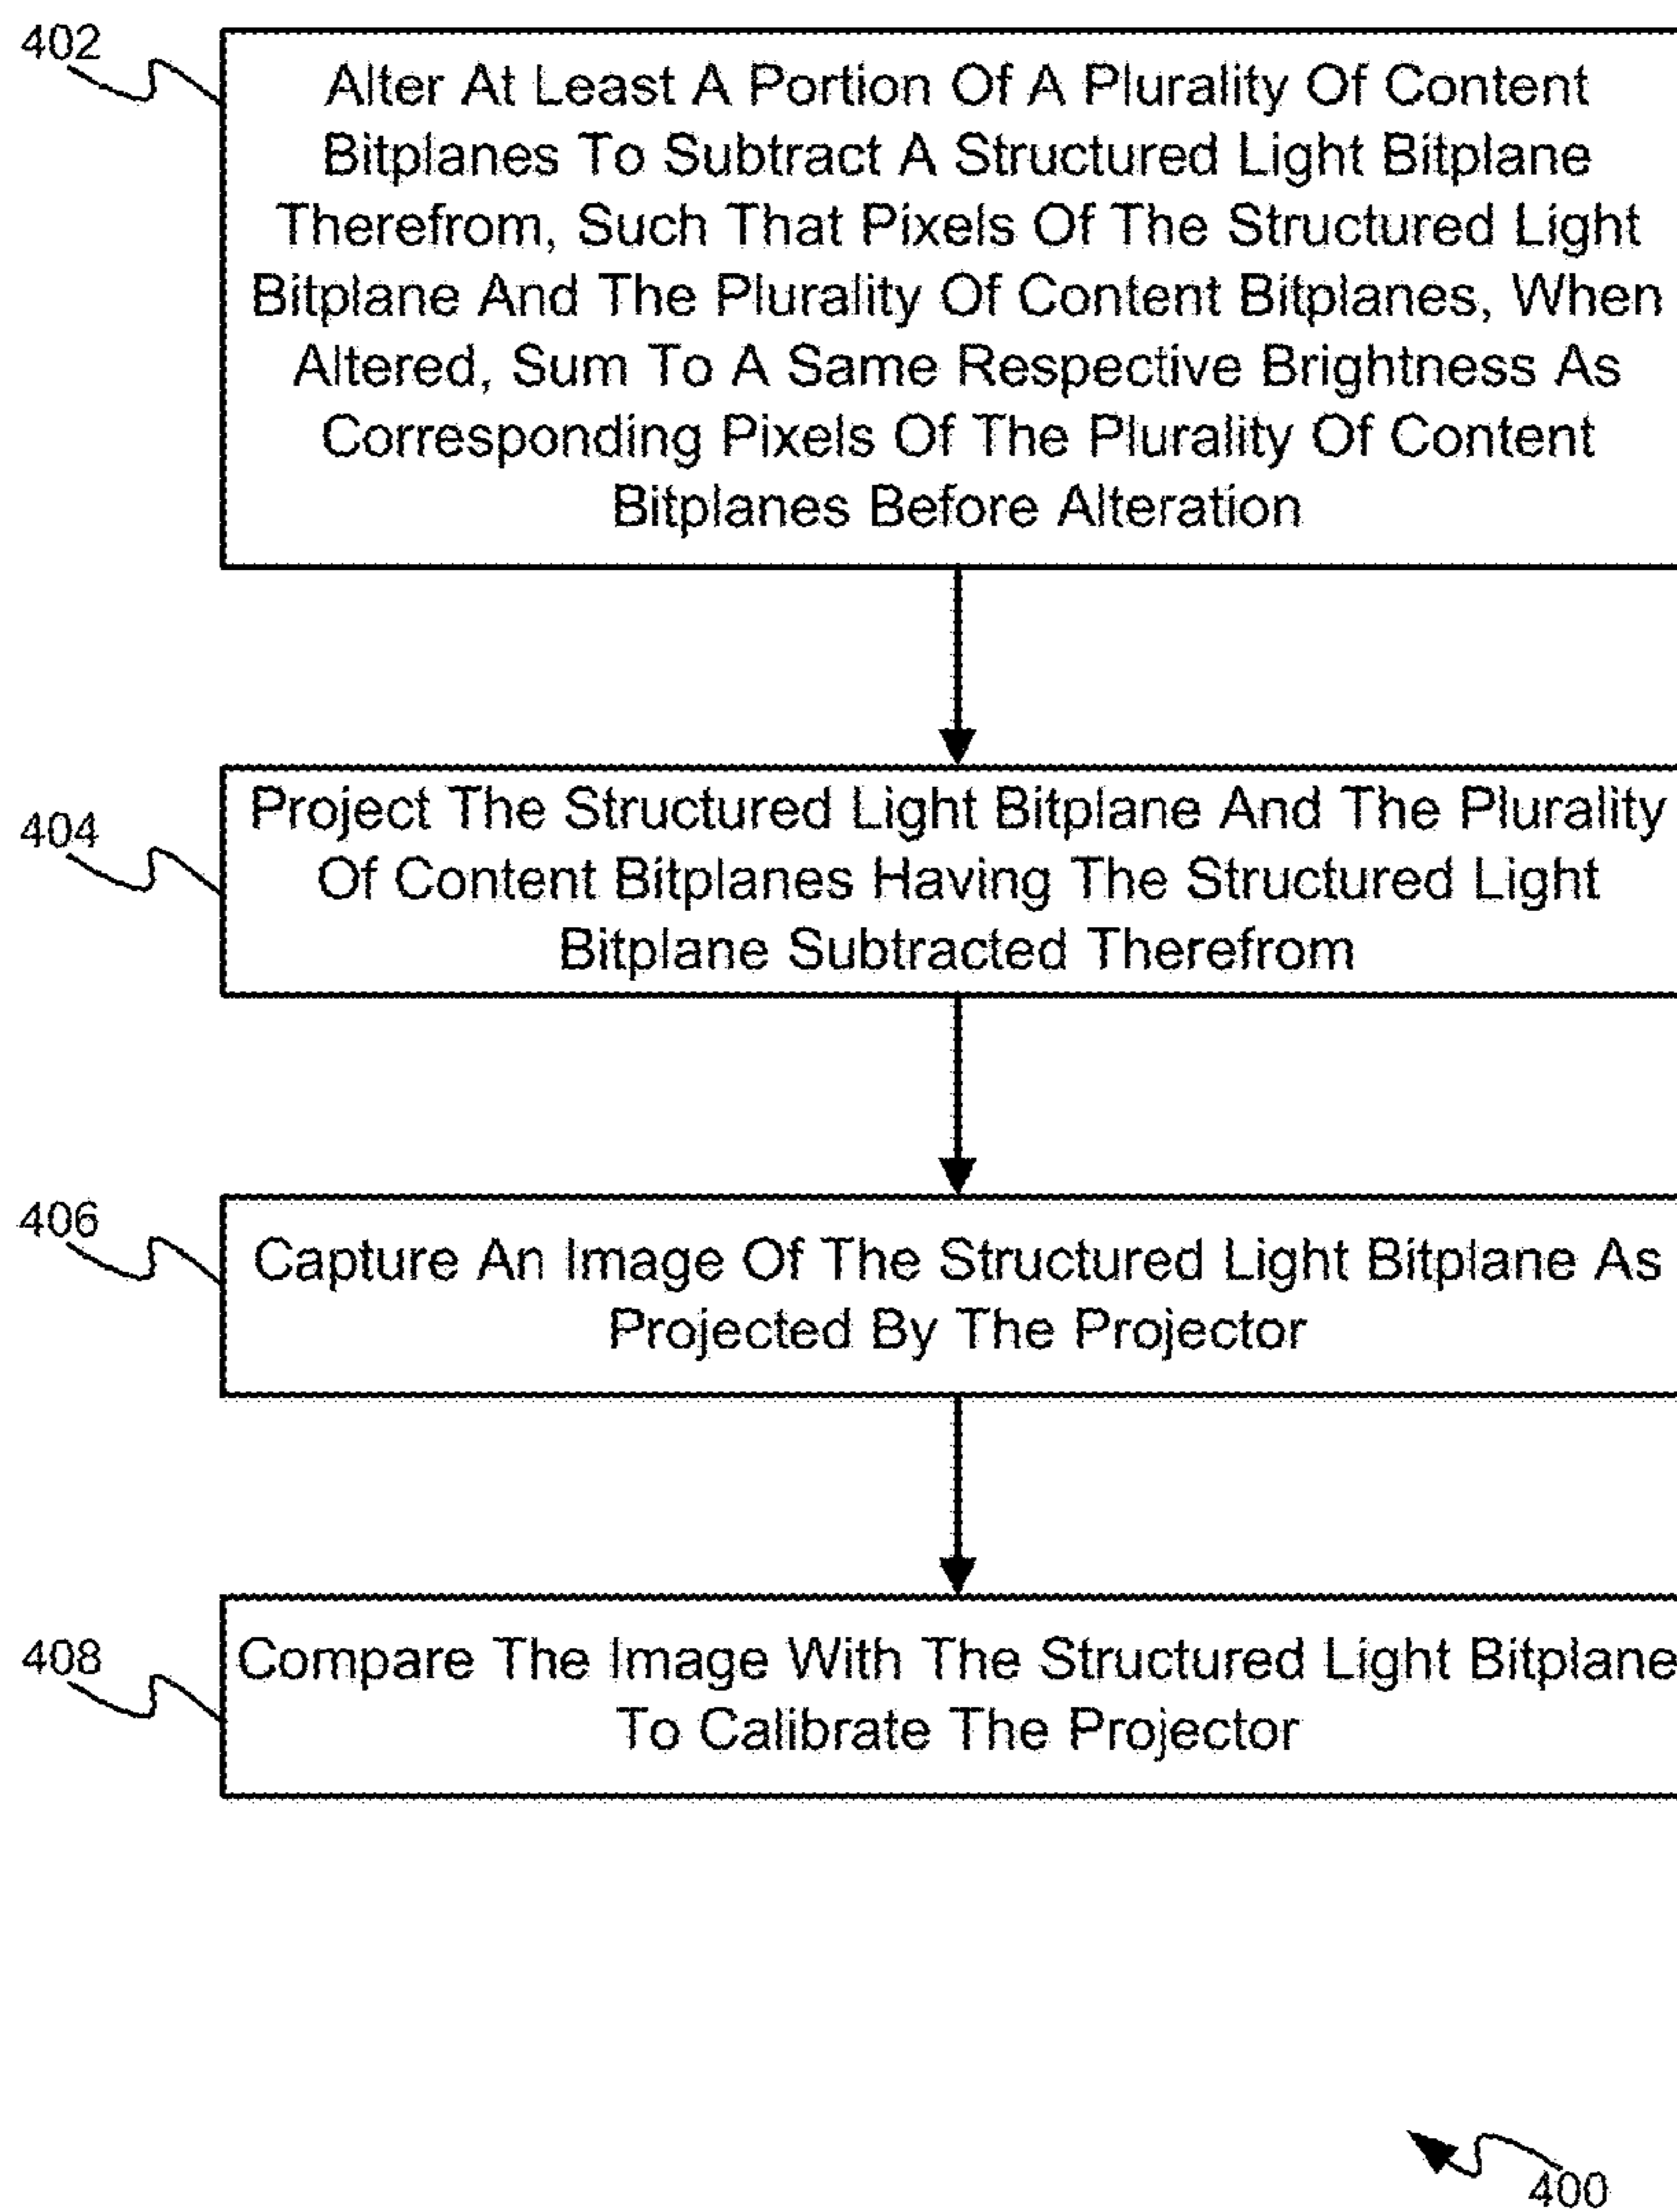 402
Alter At Least A Portion Of A Plurality Of Content
Bitplanes To Subtract A Structured Light Bitplane
Therefrom, Such That Pixels Of The Structured Light
Bitplane And The Plurality Of Content Bitplanes, When
Altered, Sum To A Same Respective Brightness As
Corresponding Pixels Of The Plurality Of Content
Bitplanes Before Alteration
404
Project The Structured Light Bitplane And The Plurality
Of Content Bitplanes Having The Structured Light
Bitplane Subtracted Therefrom
406
Capture An Image Of The Structured Light Bitplane As
Projected By The Projector
408
Compare The Image With The Structured Light Bitplane
To Calibrate The Projector
400